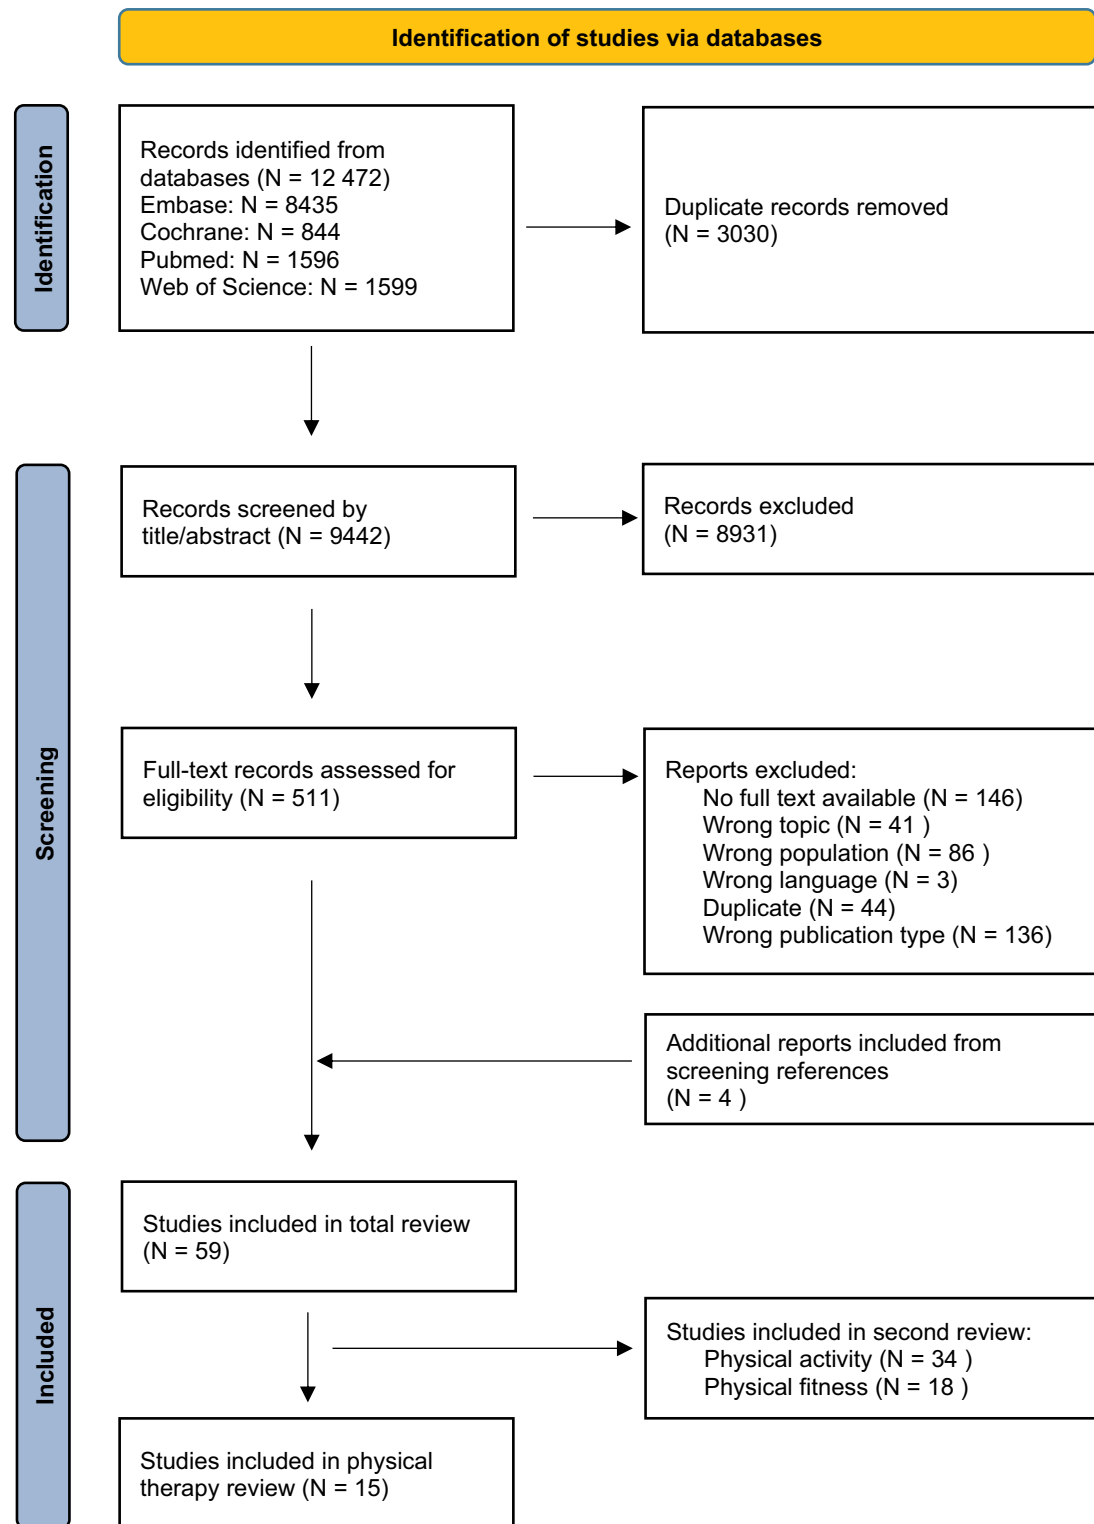 Identification of studies via databases
Identification
Records identified from
databases (N = 12 472)
Embase: N = 8435
Cochrane: N = 844
Pubmed: N = 1596
Web of Science: N = 1599
Duplicate records removed
(N = 3030)
Screening
Records screened by
title/abstract (N = 9442)
Records excluded
(N = 8931)
Full-text records assessed for
eligibility (N = 511)
Reports excluded:
No full text available (N = 146)
Wrong topic (N = 41 )
Wrong population (N = 86 )
Wrong language (N = 3)
Duplicate (N = 44)
Wrong publication type (N = 136)
Additional reports included from
screening references
(N = 4 )
Included
Studies included in total review
(N = 59)
Studies included in second review:
Physical activity (N = 34 )
Physical fitness (N = 18 )
Studies included in physical
therapy review (N = 15)